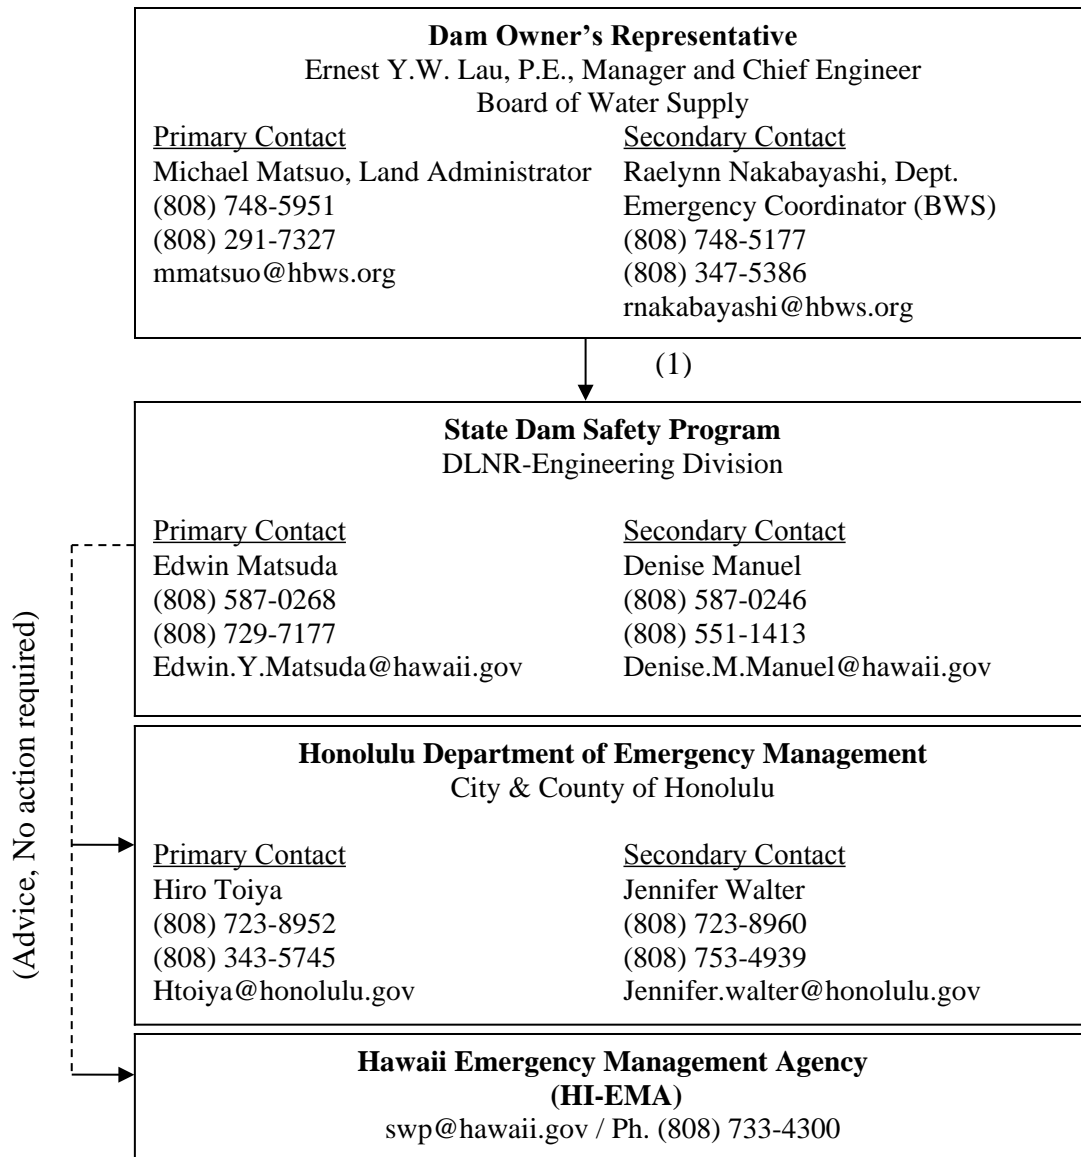 Dam Owner’s Representative
Ernest Y.W. Lau, P.E., Manager and Chief Engineer
Board of Water Supply
Primary Contact
Michael Matsuo, Land Administrator
(808) 748-5951
(808) 291-7327
mmatsuo@hbws.org
Secondary Contact
Raelynn Nakabayashi, Dept.
Emergency Coordinator (BWS)
(808) 748-5177
(808) 347-5386
rnakabayashi@hbws.org
(1)
State Dam Safety Program
DLNR-Engineering Division
Primary Contact
Edwin Matsuda
(808) 587-0268
(808) 729-7177
Edwin.Y.Matsuda@hawaii.gov
Secondary Contact
Denise Manuel
(808) 587-0246
(808) 551-1413
Denise.M.Manuel@hawaii.gov
(Advice, No action required)
Honolulu Department of Emergency Management
City & County of Honolulu
Primary Contact
Hiro Toiya
(808) 723-8952
(808) 343-5745
Htoiya@honolulu.gov
Secondary Contact
Jennifer Walter
(808) 723-8960
(808) 753-4939
Jennifer.walter@honolulu.gov
Hawaii Emergency Management Agency
(HI-EMA)
swp@hawaii.gov / Ph. (808) 733-4300